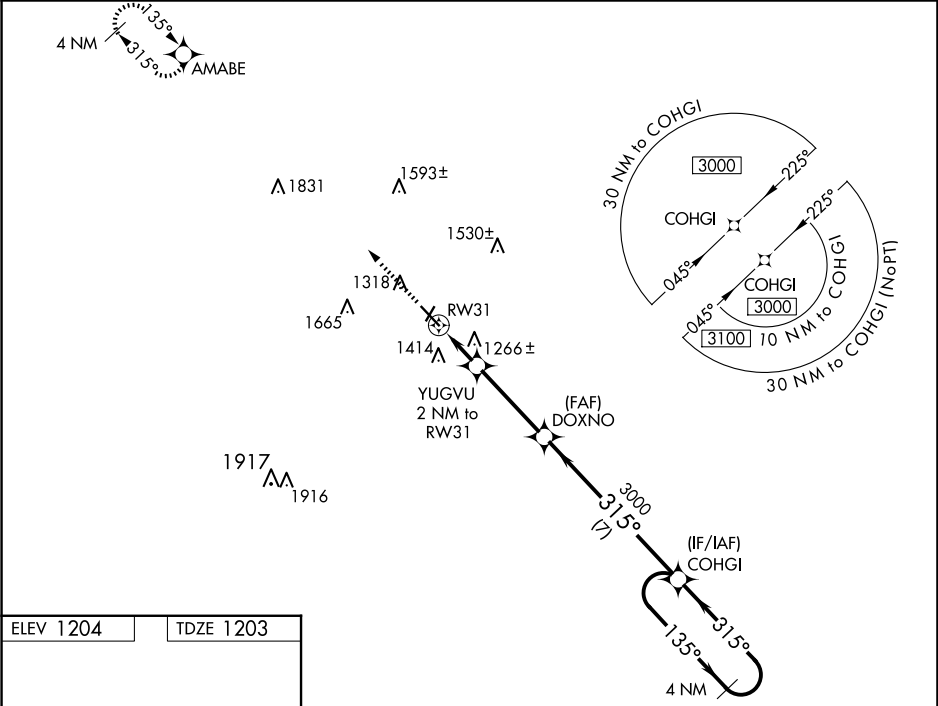 135°
4 NM
315°
AMABE
30 NM to COHGI
3000
225°
COHGI
045°
225°
COHGI
3000
045°
3100
10 NM to COHGI
30 NM to COHGI (NoPT)
1831
1593±
1530±
1318
1665
RW31
1414
1266±
YUGVU
2 NM to
RW31
(FAF)
DOXNO
1917
1916
3000
315°
(7)
(IF/IAF)
COHGI
135°
315°
4 NM
ELEV 1204
TDZE 1203